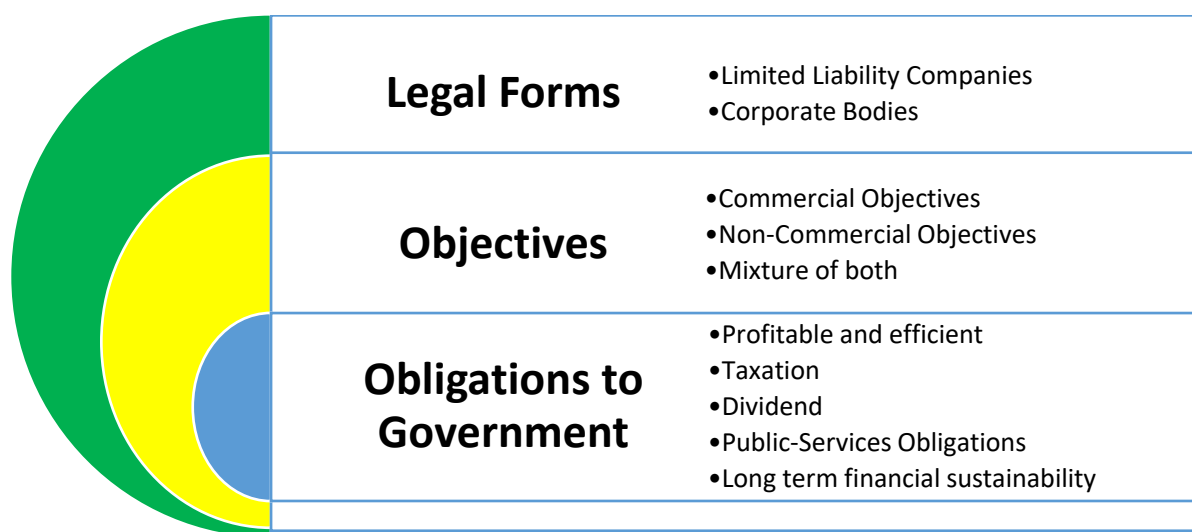 Legal Forms
•Limited Liability Companies
•Corporate Bodies
Objectives
•Commercial Objectives
•Non-Commercial Objectives
•Mixture of both
Obligations to
Government
•Profitable and efficient
•Taxation
•Dividend
•Public-Services Obligations
•Long term financial sustainability